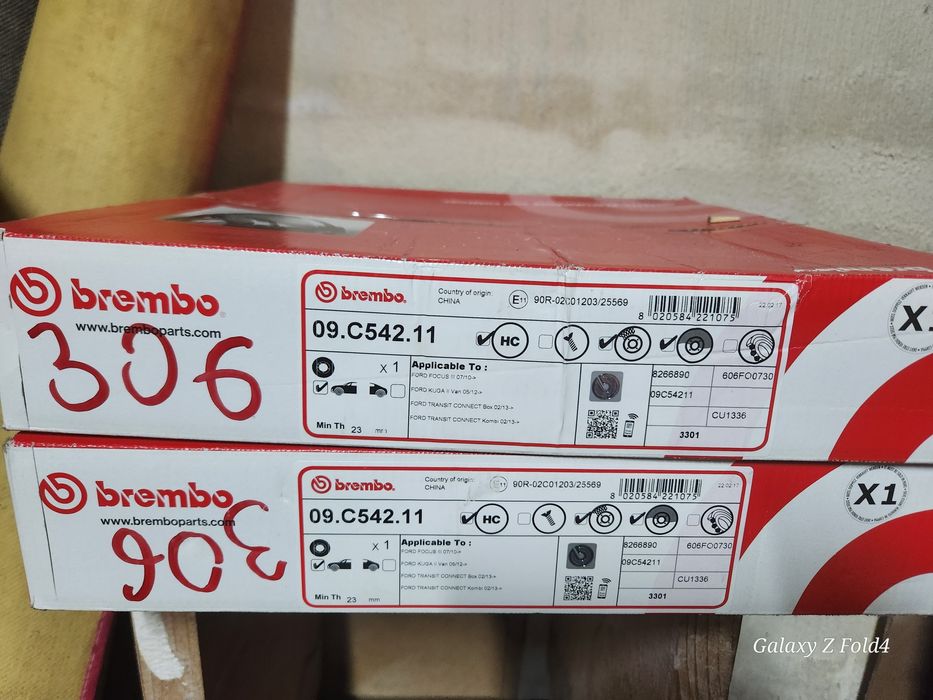 brembo
www.bremboparts.com
306
brembo.
Country of origin:
CHINA
E11 90R-02C01203/25569
8 020584 221075
22 02 17
09.C542.11
HC
X 1
Applicable To :
FORD FOCUS III 07/10->
FORD KUGA II Van 05/12->
FORD TRANSIT CONNECT Box 02/13->
FORD TRANSIT CONNECT Kombi 02/13->
Min Th 23 mm
8266890
606FO0730
09C54211
CU1336
3301
brembo
www.bremboparts.com
306
brembo.
Country of origin:
CHINA
E11 90R-02C01203/25569
8 020584 221075
22 02 17
09.C542.11
HC
X 1
Applicable To :
FORD FOCUS III 07/10->
FORD KUGA II Van 05/12->
FORD TRANSIT CONNECT Box 02/13->
FORD TRANSIT CONNECT Kombi 02/13->
Min Th 23 mm
8266890
606FO0730
09C54211
CU1336
3301
X1
Galaxy Z Fold4